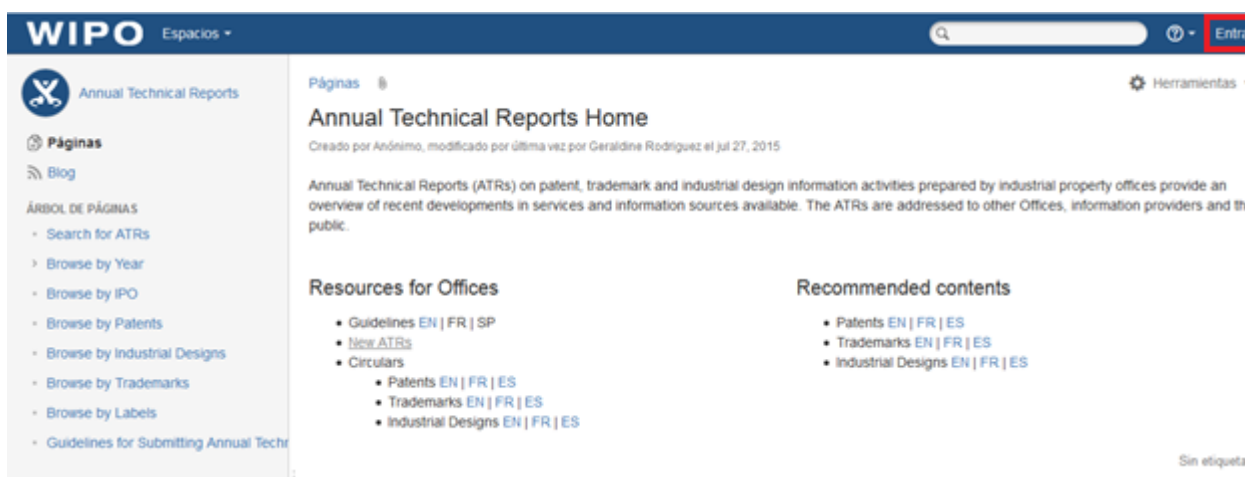 WIPO Espacios
Annual Technical Reports
Páginas
Blog
ÁRBOL DE PÁGINAS
Search for ATRs
Browse by Year
Browse by IPO
Browse by Patents
Browse by Industrial Designs
Browse by Trademarks
Browse by Labels
Guidelines for Submitting Annual Techr
Entra
Páginas
Herramientas
Annual Technical Reports Home
Creado por Anónimo, modificado por última vez por Geraldine Rodriguez el jul 27, 2015
Annual Technical Reports (ATRs) on patent, trademark and industrial design information activities prepared by industrial property offices provide an
overview of recent developments in services and information sources available. The ATRs are addressed to other Offices, information providers and th
public.
Resources for Offices
• Guidelines EN | FR | SP
• New ATRs
• Circulars
• Patents EN | FR | ES
• Trademarks EN | FR | ES
• Industrial Designs EN | FR | ES
Recommended contents
• Patents EN | FR | ES
• Trademarks EN | FR | ES
• Industrial Designs EN | FR | ES
Sin etiqueta